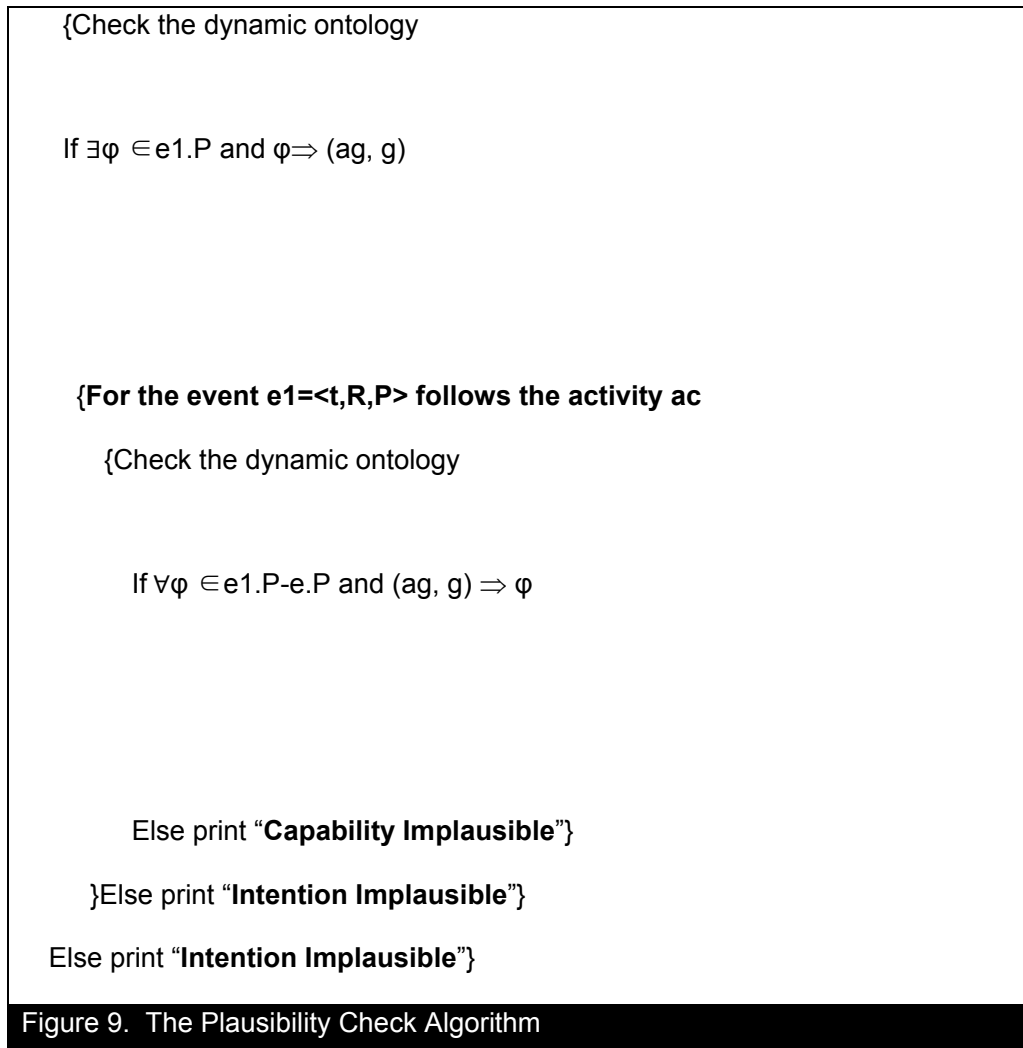 {Check the dynamic ontology
If ∃φ ∈e1.P and φ⇒ (ag, g)
{For the event e1=<t,R,P> follows the activity ac
{Check the dynamic ontology
If ∀φ ∈e1.P-e.P and (ag, g) ⇒ φ
Else print “Capability Implausible”}
}Else print “Intention Implausible”}
Else print “Intention Implausible”}
Figure 9. The Plausibility Check Algorithm